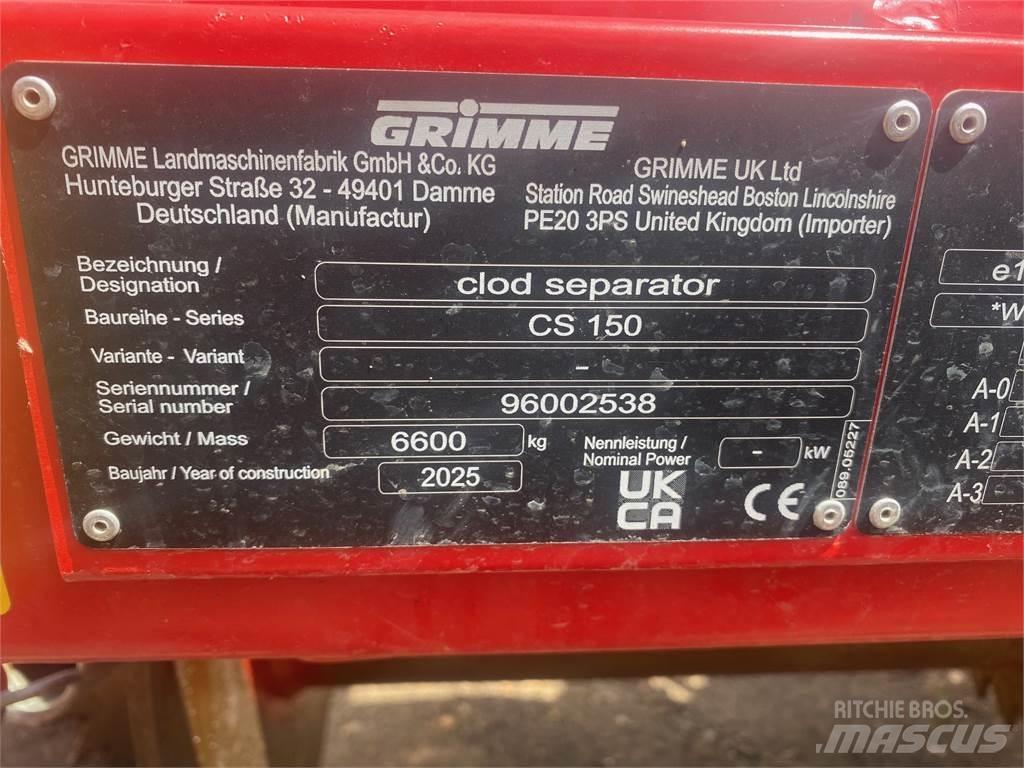 GRIMME
GRIMME Landmaschinenfabrik GmbH &Co. KG
Hunteburger Straße 32 - 49401 Damme
Deutschland (Manufactur)
GRIMME UK Ltd
Station Road Swineshead Boston Lincolnshire
PE20 3PS United Kingdom (Importer)
Bezeichnung /
Designation
clod separator
Baureihe - Series
CS 150
Variante - Variant
-
Seriennummer /
Serial number
96002538
Gewicht / Mass
6600 kg
Nennleistung /
Nominal Power
- kW
Baujahr / Year of construction
2025
UK
CA
CE
089.05227
e1
*W
A-0
A-1
A-2
A-3
RITCHIE BROS.
MASCUS